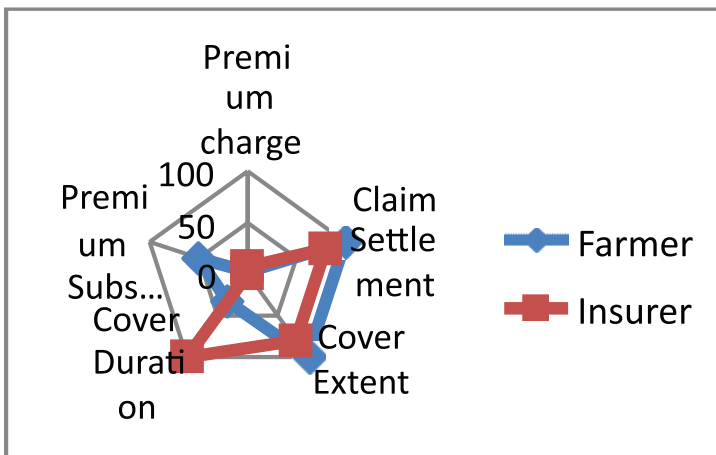 Premi
um
charge
Claim
Settle
ment
Cover
Extent
Cover
Durati
on
Premi
um
Subs...
100
50
0
Farmer
Insurer